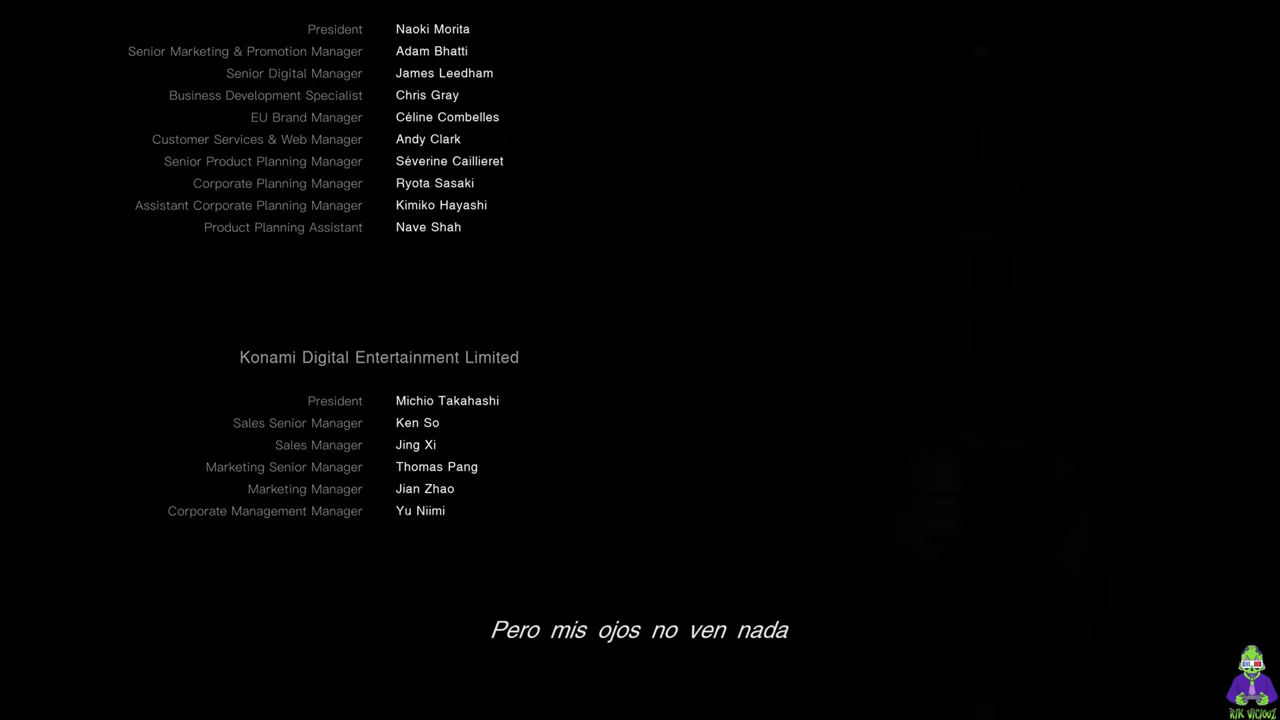 President Naoki Morita
Senior Marketing & Promotion Manager Adam Bhatti
Senior Digital Manager James Leedham
Business Development Specialist Chris Gray
EU Brand Manager Céline Combelles
Customer Services & Web Manager Andy Clark
Senior Product Planning Manager Séverine Caillieret
Corporate Planning Manager Ryota Sasaki
Assistant Corporate Planning Manager Kimiko Hayashi
Product Planning Assistant Nave Shah
Konami Digital Entertainment Limited
President Michio Takahashi
Sales Senior Manager Ken So
Sales Manager Jing Xi
Marketing Senior Manager Thomas Pang
Marketing Manager Jian Zhao
Corporate Management Manager Yu Niimi
Pero mis ojos no ven nada
RIK VICIOUZ